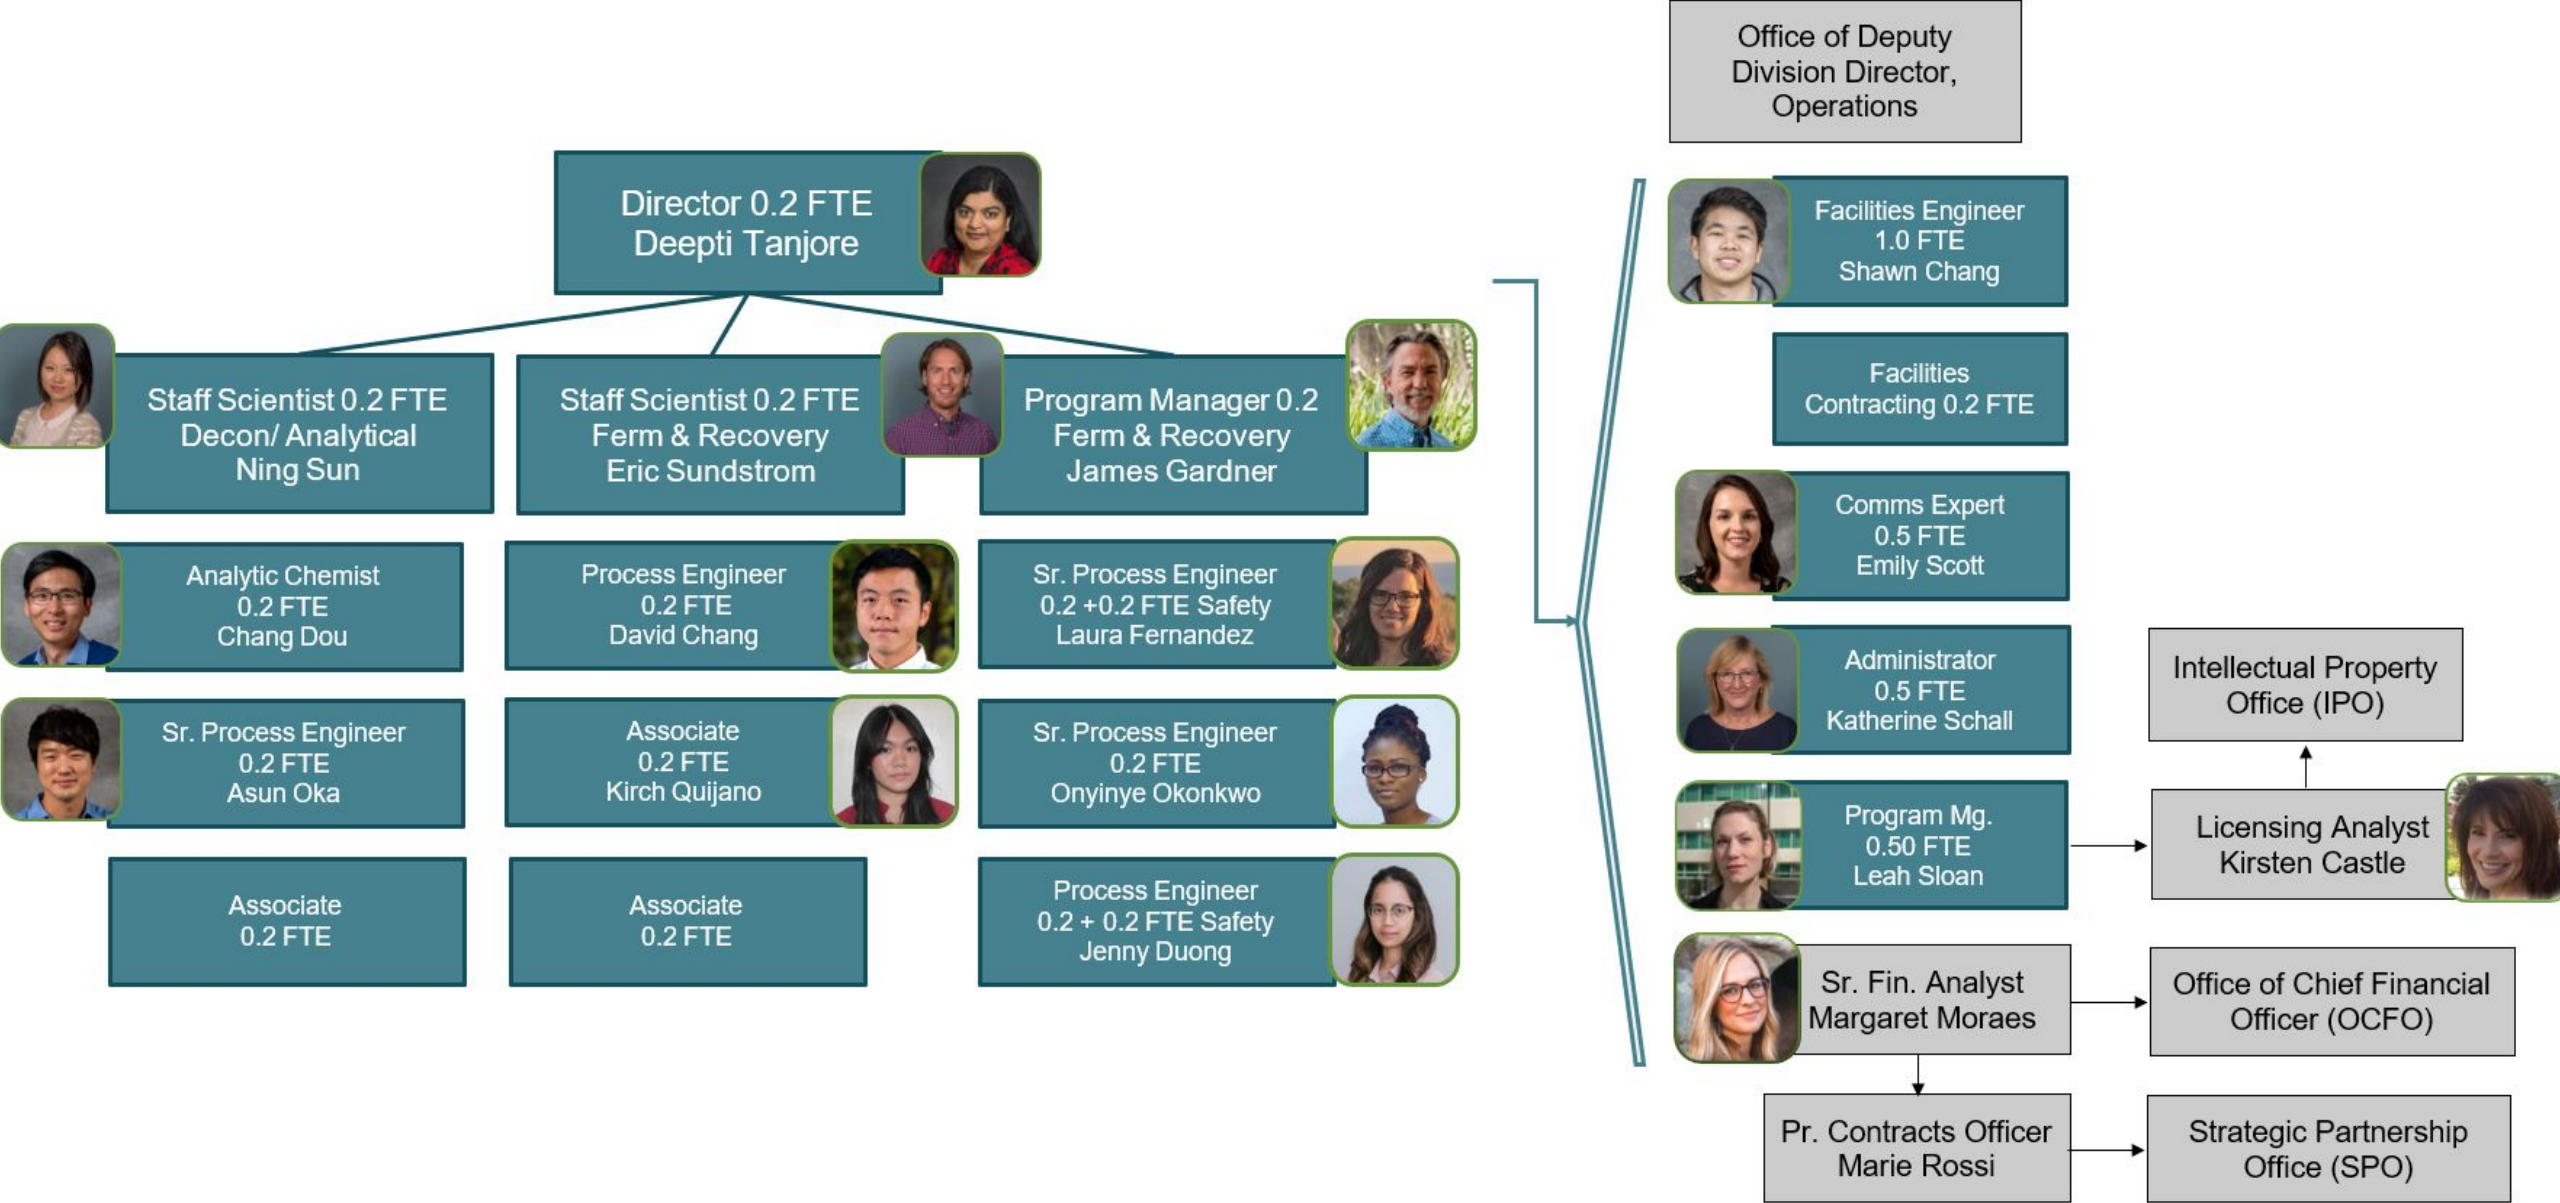 Office of Deputy
Division Director,
Operations
Director 0.2 FTE
Deepti Tanjore
Staff Scientist 0.2 FTE
Decon/ Analytical
Ning Sun
Staff Scientist 0.2 FTE
Ferm & Recovery
Eric Sundstrom
Program Manager 0.2
Ferm & Recovery
James Gardner
Analytic Chemist
0.2 FTE
Chang Dou
Process Engineer
0.2 FTE
David Chang
Sr. Process Engineer
0.2 +0.2 FTE Safety
Laura Fernandez
Sr. Process Engineer
0.2 FTE
Asun Oka
Associate
0.2 FTE
Kirch Quijano
Sr. Process Engineer
0.2 FTE
Onyinye Okonkwo
Associate
0.2 FTE
Associate
0.2 FTE
Process Engineer
0.2 + 0.2 FTE Safety
Jenny Duong
Facilities Engineer
1.0 FTE
Shawn Chang
Facilities
Contracting 0.2 FTE
Comms Expert
0.5 FTE
Emily Scott
Administrator
0.5 FTE
Katherine Schall
Intellectual Property
Office (IPO)
Program Mg.
0.50 FTE
Leah Sloan
Licensing Analyst
Kirsten Castle
Sr. Fin. Analyst
Margaret Moraes
Office of Chief Financial
Officer (OCFO)
Pr. Contracts Officer
Marie Rossi
Strategic Partnership
Office (SPO)